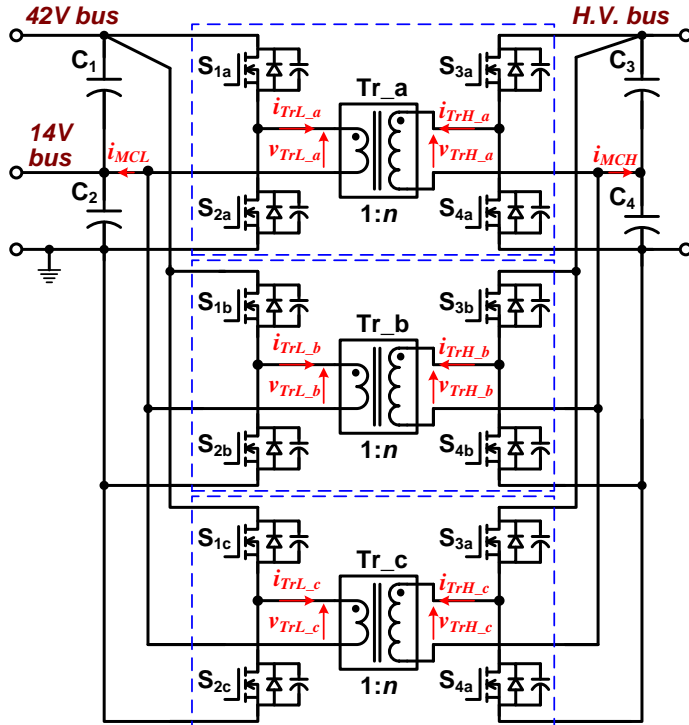 42V bus
H.V. bus
C1
S1a
Tr_a
S3a
C3
iTrL_a
iTrH_a
14V
bus
iMCL
vTrL_a
vTrH_a
iMCH
C2
S2a
1:n
S4a
C4
S1b
Tr_b
S3b
iTrL_b
iTrH_b
vTrL_b
vTrH_b
S2b
1:n
S4b
S1c
Tr_c
S3a
iTrL_c
iTrH_c
vTrL_c
vTrH_c
S2c
1:n
S4a